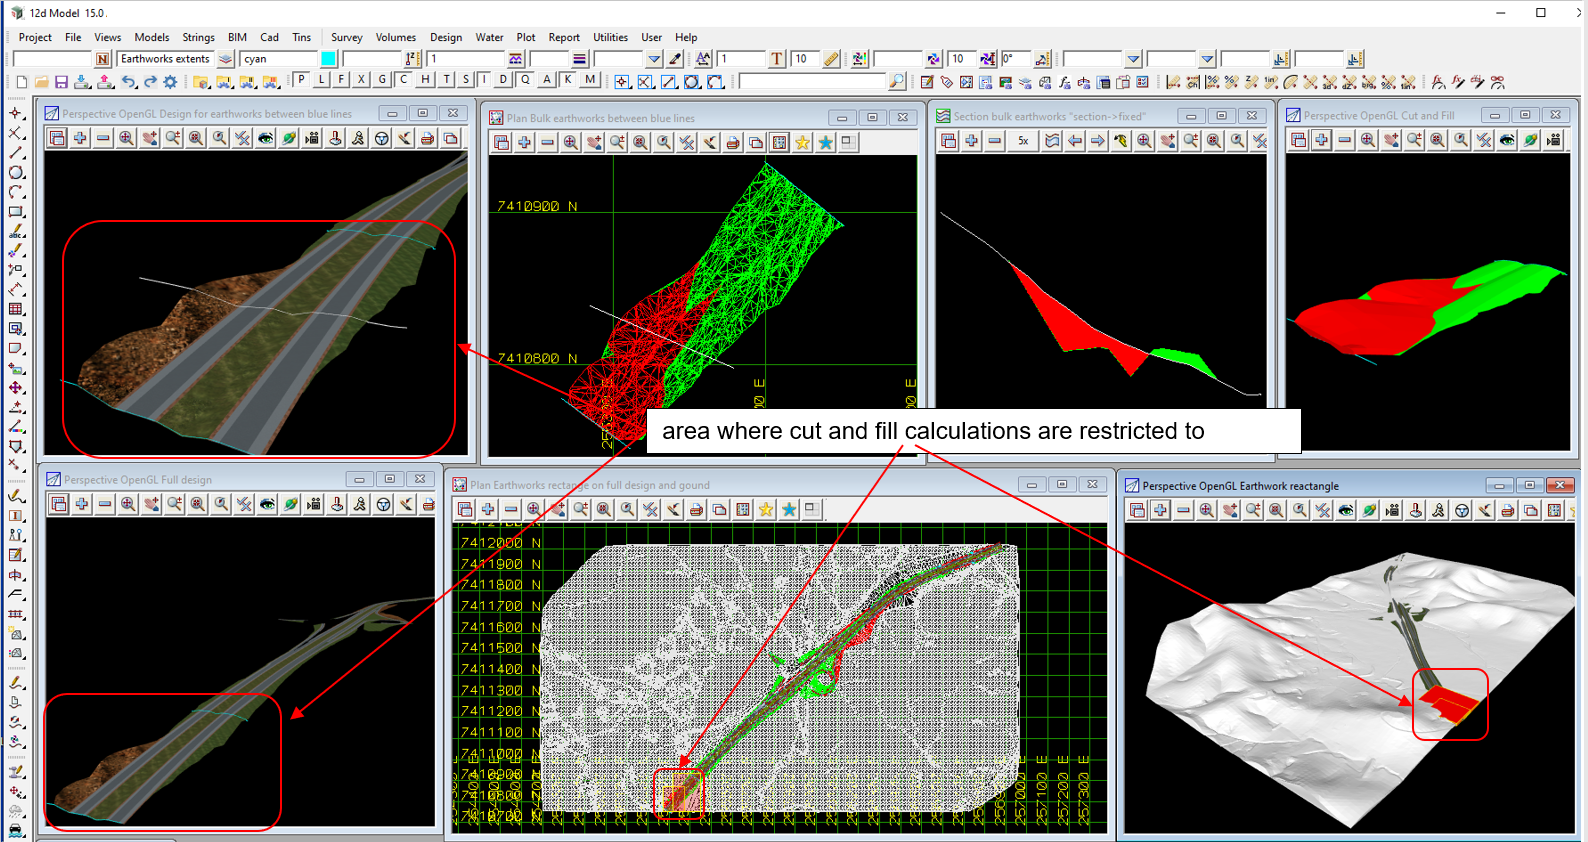 12d Model 15.0
Project File Edit Views Models Strings BIM Cad Tins Survey Volumes Design Water Plot Report Utilities User Help
Earthworks extents cyan 1 1 T 10 10 0°
P L F X G C H T S I D Q A K M
Perspective OpenGL Design for earthworks between blue lines
Plan Bulk earthworks between blue lines
Section bulk earthworks "section->fixed"
Perspective OpenGL Cut and Fill
5x
7410900 N
7410800 N
area where cut and fill calculations are restricted to
Perspective OpenGL Full design
Plan Earthworks rectange on full design and gound
Perspective OpenGL Earthwork reactangle
7412000 N
7411900 N
7411800 N
7411700 N
7411600 N
7411500 N
7411400 N
7411300 N
7411200 N
7411100 N
7411000 N
7410900
7410800
7410700 N
257000 E
257100 E
257200 E
257300 E